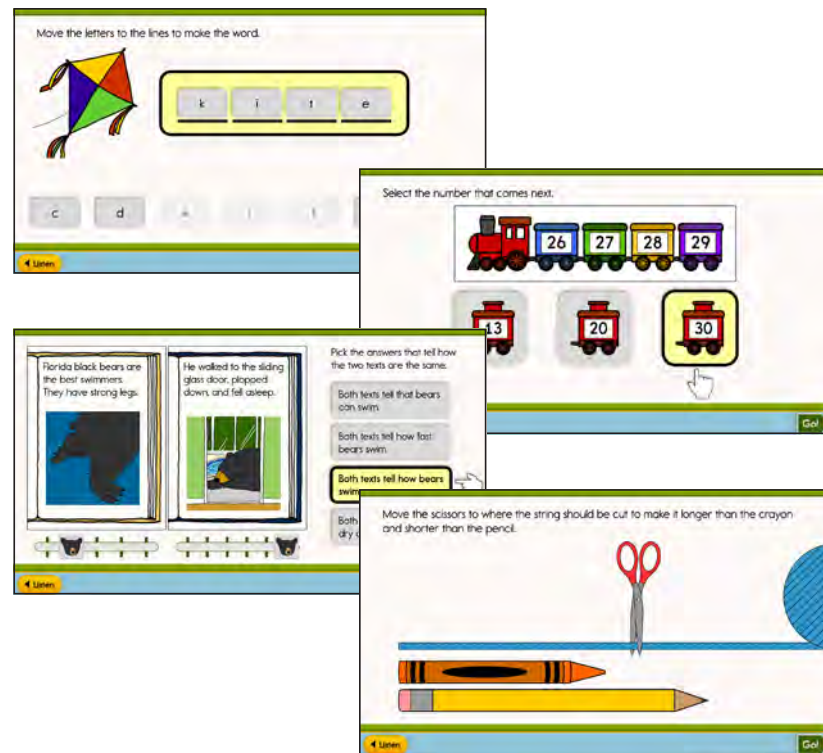 Move the letters to the lines to make the word.
k i t e
c d
Listen
Select the number that comes next.
26 27 28 29
13 20 30
Go!
Florida black bears are
the best swimmers.
They have strong legs.
He walked to the sliding
glass door, plopped
down, and fell asleep.
Pick the answers that tell how
the two texts are the same.
Both texts tell that bears
can swim.
Both texts tell how fast
bears swim.
Both texts tell how bears
swim
Both
dry
Listen
Move the scissors to where the string should be cut to make it longer than the crayon
and shorter than the pencil.
Listen
Go!